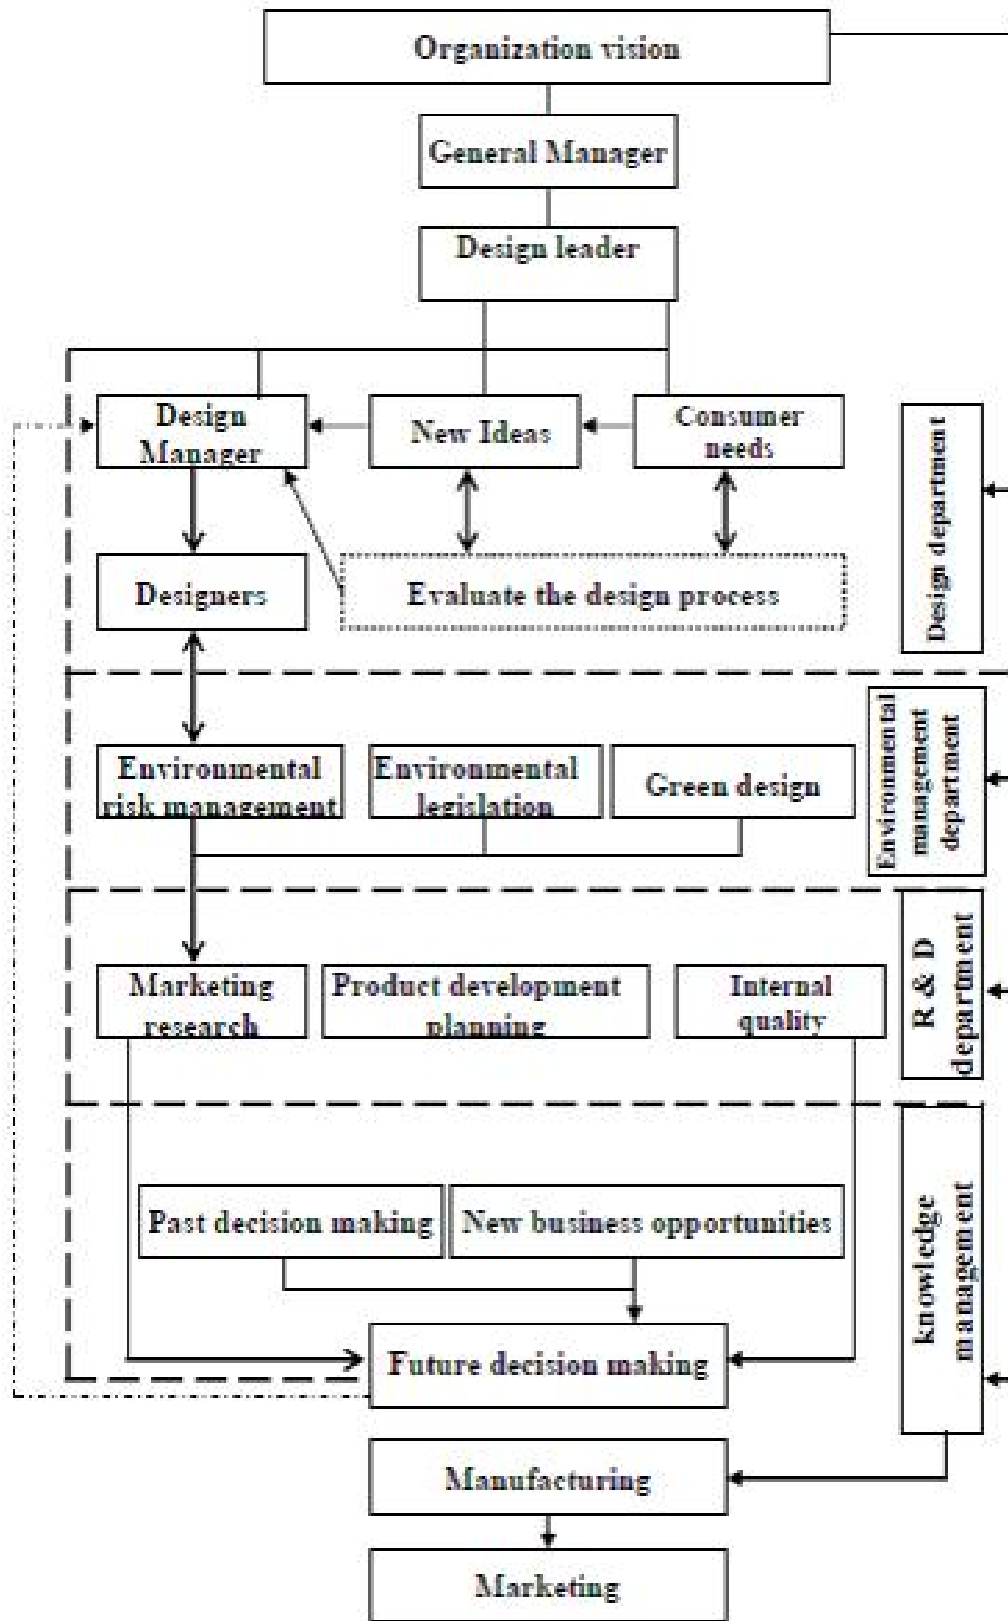 Organization vision
General Manager
Design leader
Design
Manager
New Ideas
Consumer
needs
Design department
Designers
Evaluate the design process
Environmental
risk management
Environmental
legislation
Green design
Environmental
management
department
Marketing
research
Product development
planning
Internal
quality
R & D
department
Past decision making
New business opportunities
knowledge
management
Future decision making
Manufacturing
Marketing